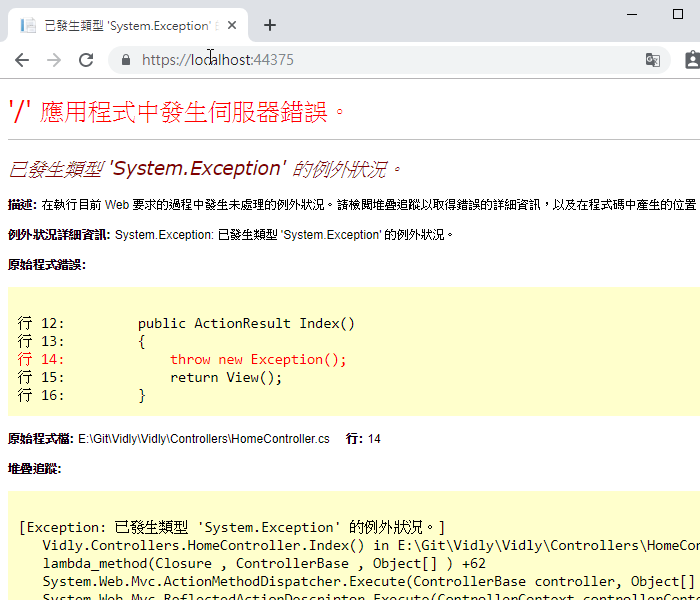 已發生類型 'System.Exception'
https://localhost:44375
'/' 應用程式中發生伺服器錯誤。
已發生類型 'System.Exception' 的例外狀況。
描述: 在執行目前 Web 要求的過程中發生未處理的例外狀況。請檢閱堆疊追蹤以取得錯誤的詳細資訊，以及在程式碼中產生的位置
例外狀況詳細資訊: System.Exception: 已發生類型 'System.Exception' 的例外狀況。
原始程式錯誤:
行 12:         public ActionResult Index()
行 13:         {
行 14:             throw new Exception();
行 15:             return View();
行 16:         }
原始程式檔: E:\Git\Vidly\Vidly\Controllers\HomeController.cs    行: 14
堆疊追蹤:
[Exception: 已發生類型 'System.Exception' 的例外狀況。]
   Vidly.Controllers.HomeController.Index() in E:\Git\Vidly\Vidly\Controllers\HomeCon
   lambda_method(Closure , ControllerBase , Object[] ) +62
   System.Web.Mvc.ActionMethodDispatcher.Execute(ControllerBase controller, Object[]
   System.Web.Mvc.ReflectedActionDescriptor.Execute(ControllerContext controllerConte